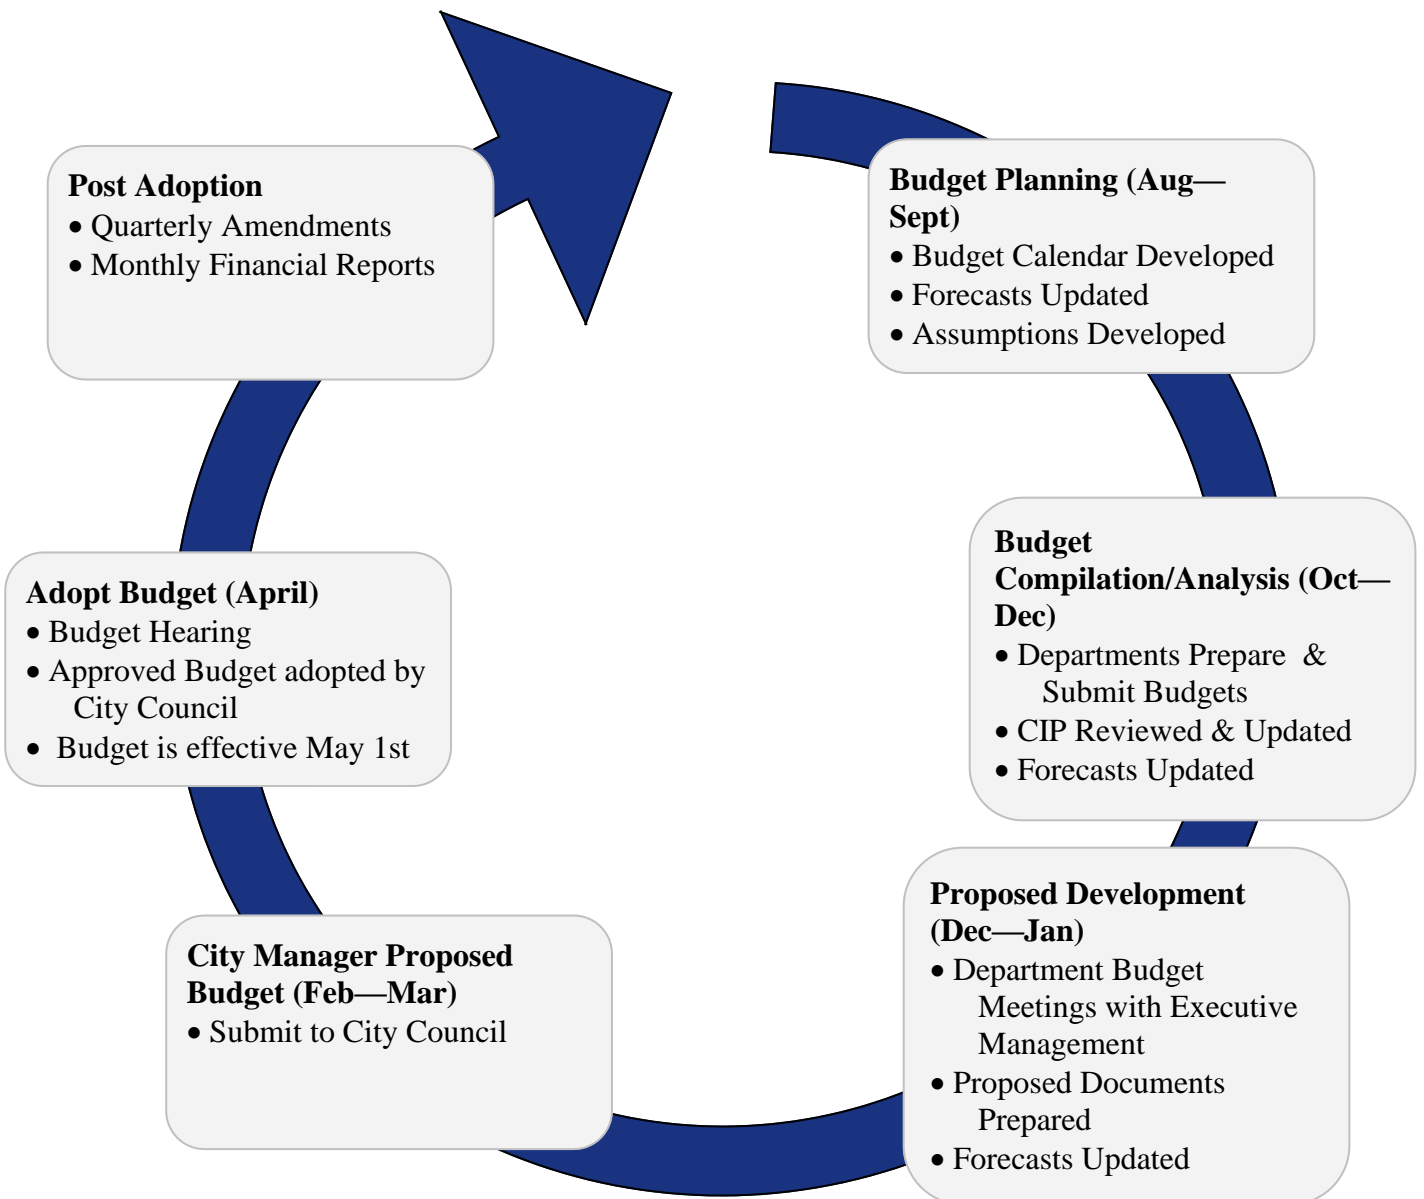 Post Adoption
• Quarterly Amendments
• Monthly Financial Reports
Budget Planning (Aug—
Sept)
• Budget Calendar Developed
• Forecasts Updated
• Assumptions Developed
Budget
Compilation/Analysis (Oct—
Dec)
• Departments Prepare &
Submit Budgets
• CIP Reviewed & Updated
• Forecasts Updated
Adopt Budget (April)
• Budget Hearing
• Approved Budget adopted by
City Council
• Budget is effective May 1st
Proposed Development
(Dec—Jan)
• Department Budget
Meetings with Executive
Management
• Proposed Documents
Prepared
• Forecasts Updated
City Manager Proposed
Budget (Feb—Mar)
• Submit to City Council